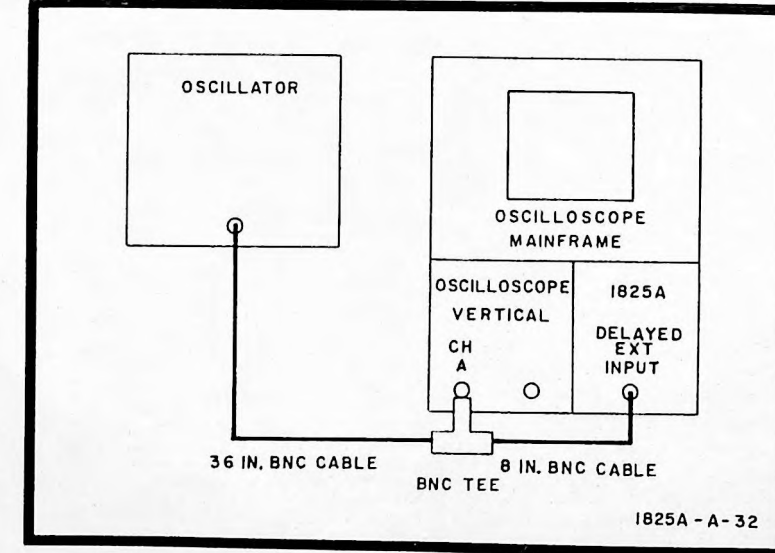 OSCILLATOR
OSCILLOSCOPE
MAINFRAME
OSCILLOSCOPE
VERTICAL
CH
A
1825A
DELAYED
EXT
INPUT
36 IN. BNC CABLE
BNC TEE
8 IN. BNC CABLE
1825A-A-32